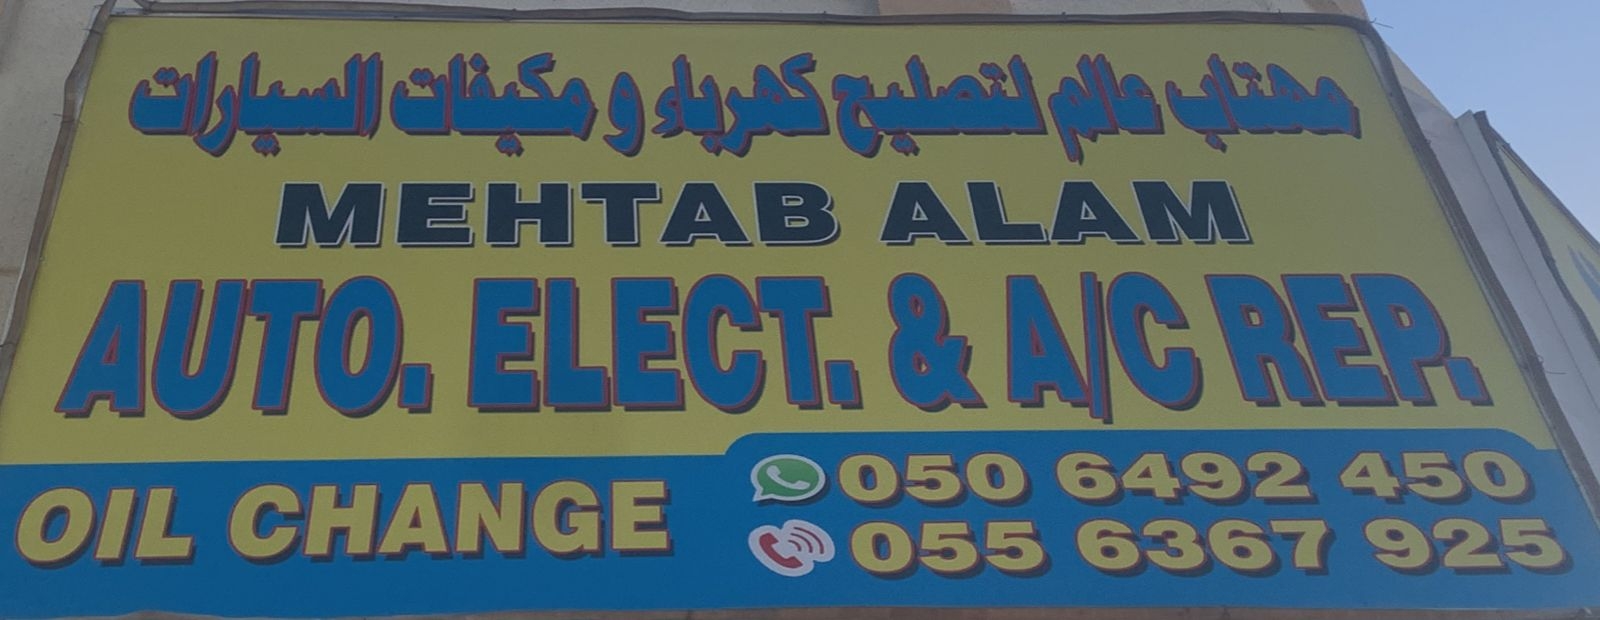 مهتاب عالم لتصليح كهرباء و مكيفات السيارات
MEHTAB ALAM
AUTO. ELECT. & A/C REP.
OIL CHANGE
050 6492 450
055 6367 925